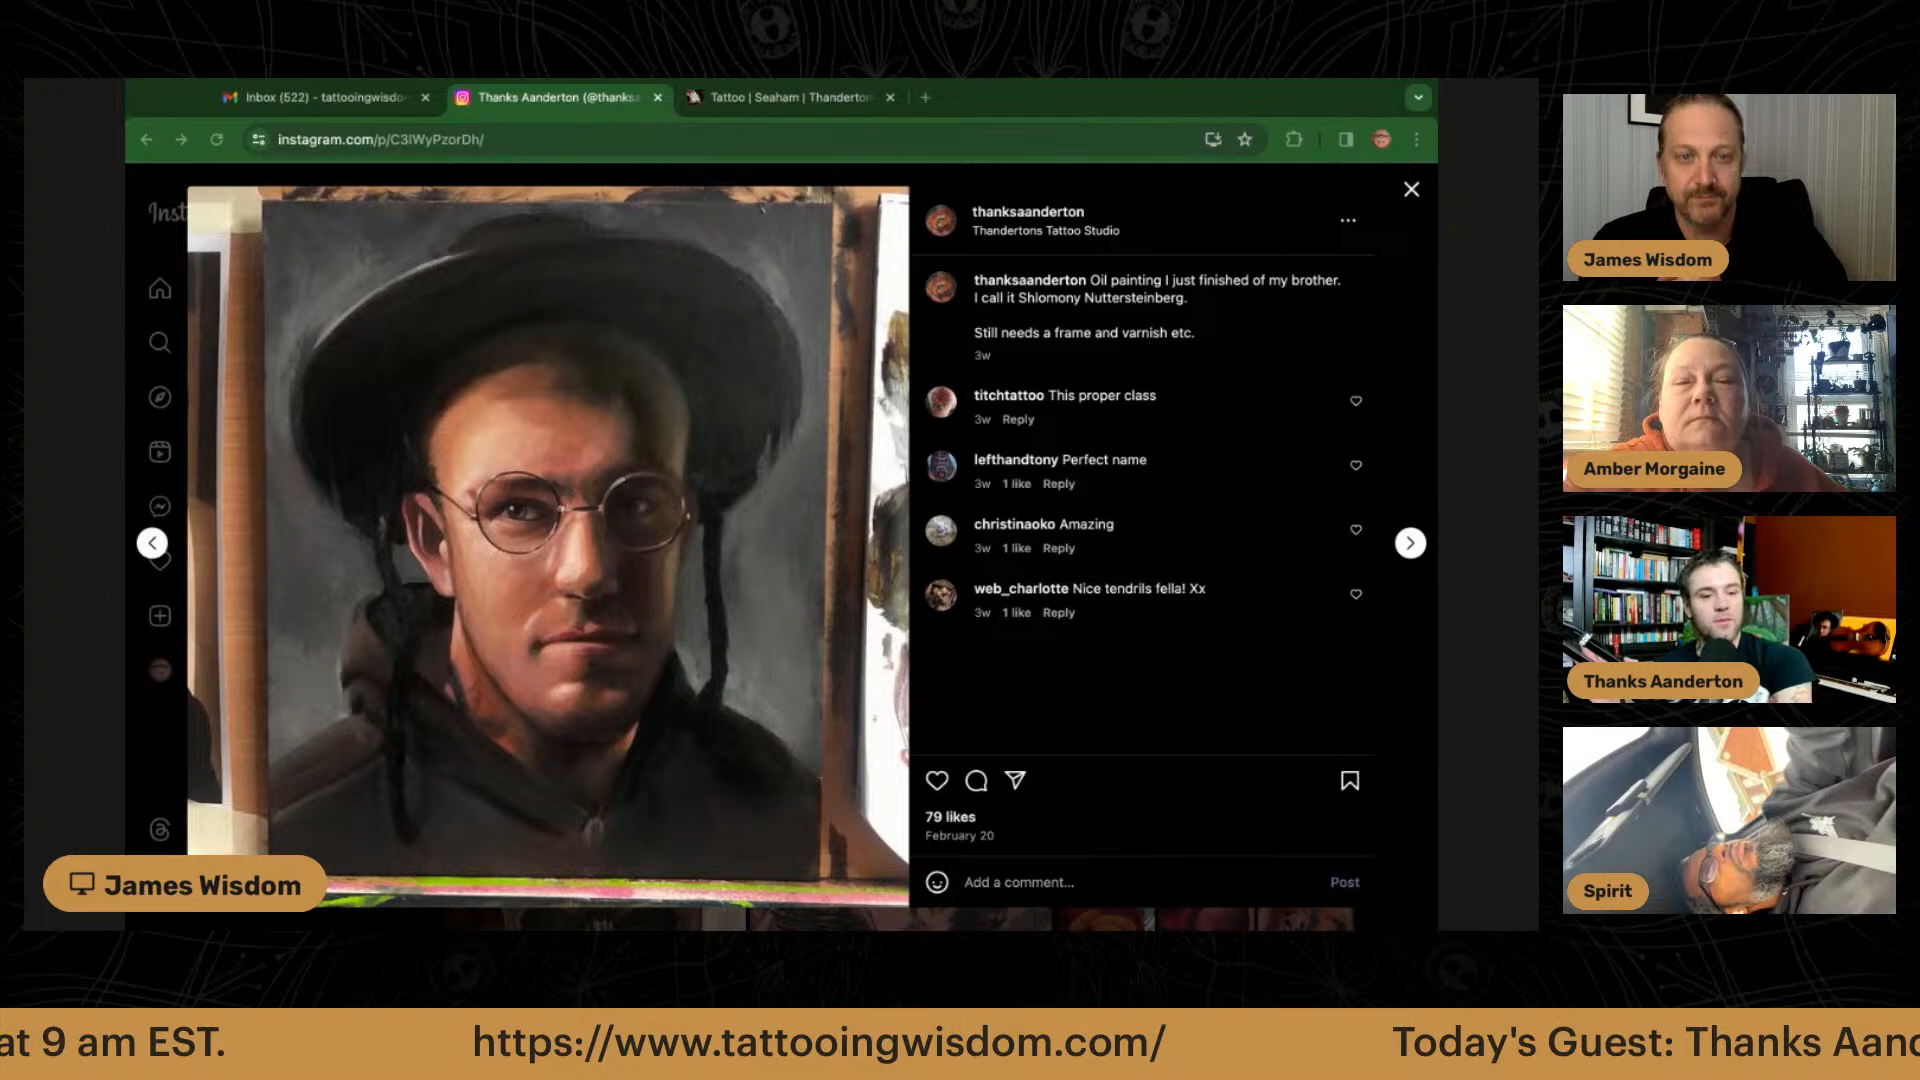 Inbox (522) - tattooingwisdo
Thanks Aanderton (@thanks
Tattoo | Seaham | Thanderton
instagram.com/p/C3lWyPzorDh/
Inst
thanksaanderton
Thandertons Tattoo Studio
thanksaanderton Oil painting I just finished of my brother.
I call it Shlomony Nuttersteinberg.
Still needs a frame and varnish etc.
3w
titchtattoo This proper class
3w Reply
lefthandtony Perfect name
3w 1 like Reply
christinaoko Amazing
3w 1 like Reply
web_charlotte Nice tendrils fella! Xx
3w 1 like Reply
79 likes
February 20
Add a comment... Post
James Wisdom
James Wisdom
Amber Morgaine
Thanks Aanderton
Spirit
at 9 am EST. https://www.tattooingwisdom.com/ Today's Guest: Thanks Aand